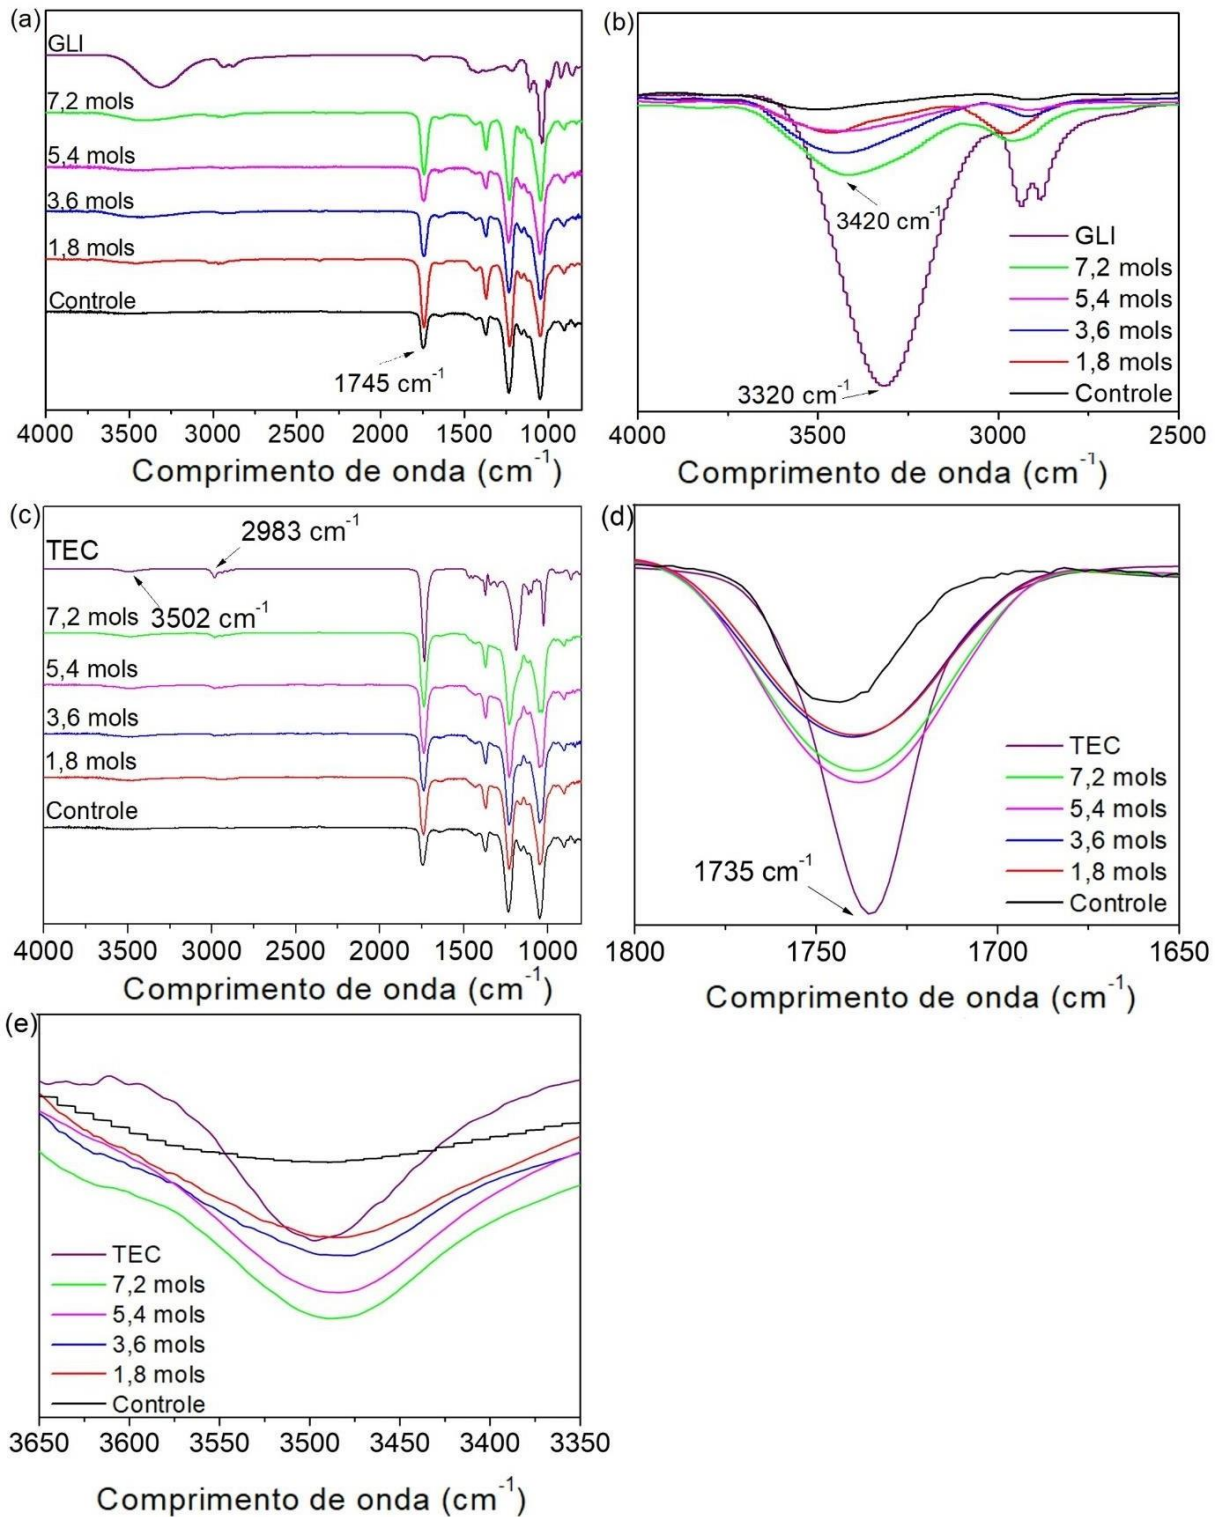 (a)
GLI
7,2 mols
5,4 mols
3,6 mols
1,8 mols
Controle
1745 cm⁻¹
4000 3500 3000 2500 2000 1500 1000
Comprimento de onda (cm⁻¹)
(b)
3420 cm⁻¹
3320 cm⁻¹
GLI
7,2 mols
5,4 mols
3,6 mols
1,8 mols
Controle
4000 3500 3000 2500
Comprimento de onda (cm⁻¹)
(c)
TEC
2983 cm⁻¹
3502 cm⁻¹
7,2 mols
5,4 mols
3,6 mols
1,8 mols
Controle
4000 3500 3000 2500 2000 1500 1000
Comprimento de onda (cm⁻¹)
(d)
1735 cm⁻¹
TEC
7,2 mols
5,4 mols
3,6 mols
1,8 mols
Controle
1800 1750 1700 1650
Comprimento de onda (cm⁻¹)
(e)
TEC
7,2 mols
5,4 mols
3,6 mols
1,8 mols
Controle
3650 3600 3550 3500 3450 3400 3350
Comprimento de onda (cm⁻¹)